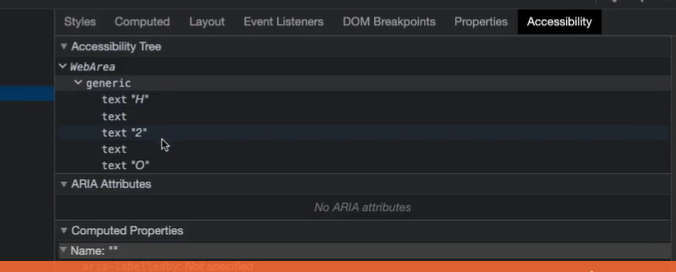 Styles Computed Layout Event Listeners DOM Breakpoints Properties Accessibility
Accessibility Tree
WebArea
generic
text "H"
text
text "2"
text
text "O"
ARIA Attributes
No ARIA attributes
Computed Properties
Name: ""
aria-labelledby: Not specified